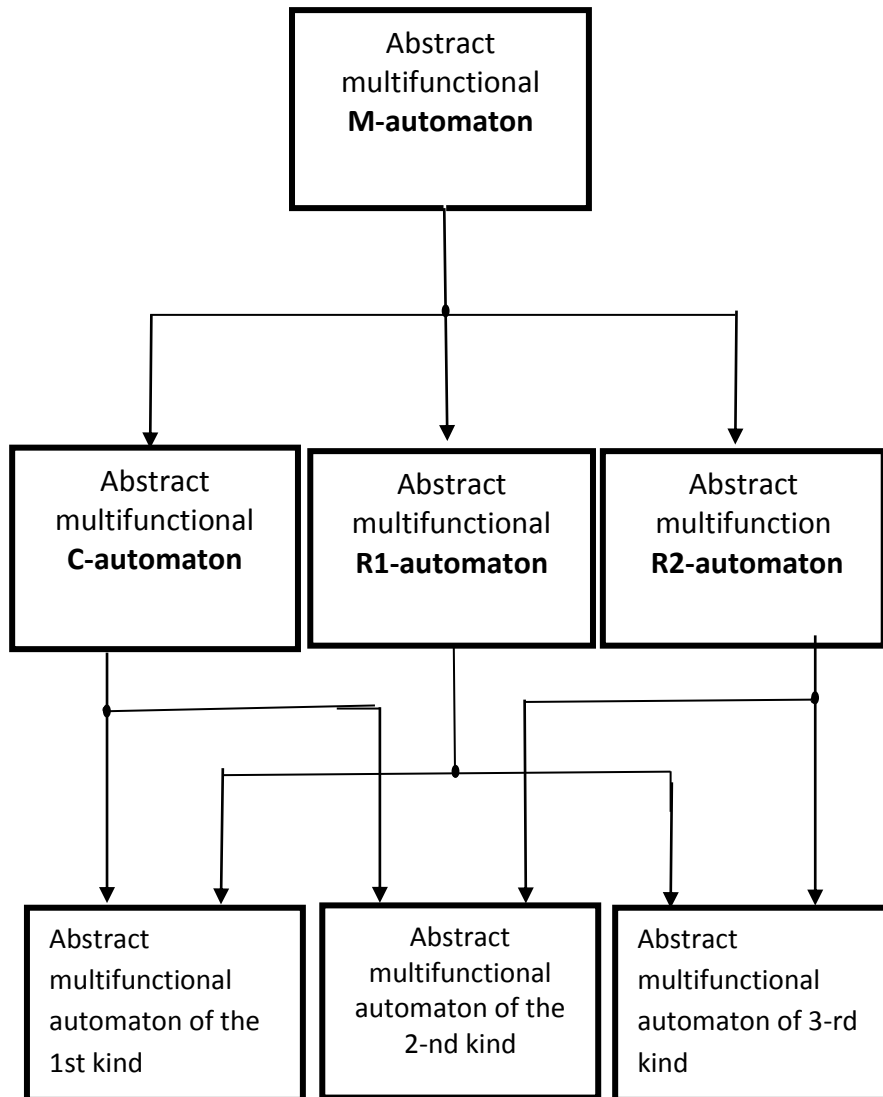 Abstract
multifunctional
M-automaton
Abstract
multifunctional
C-automaton
Abstract
multifunctional
R1-automaton
Abstract
multifunction
R2-automaton
Abstract
multifunctional
automaton of the
1st kind
Abstract
multifunctional
automaton of the
2-nd kind
Abstract
multifunctional
automaton of 3-rd
kind